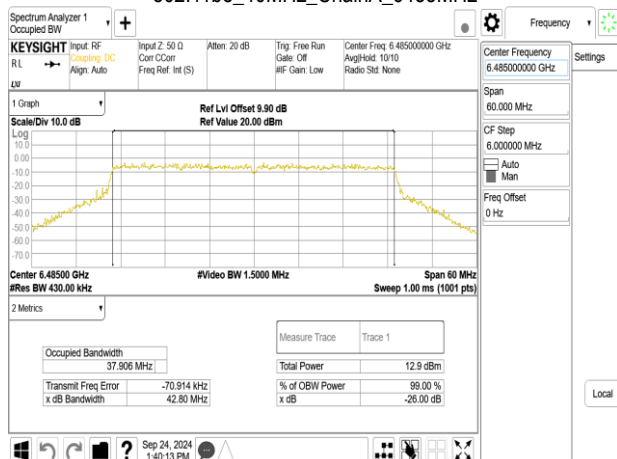 Spectrum Analyzer 1
Occupied BW
+
Frequency
KEYSIGHT
RL
Input: RF
Coupling: DC
Align: Auto
Input Z: 50 Ω
Corr CCorr
Freq Ref: Int (S)
Atten: 20 dB
Trig: Free Run
Gate: Off
#IF Gain: Low
Center Freq: 6.485000000 GHz
Avg|Hold: 10/10
Radio Std: None
LXI
Center Frequency
6.485000000 GHz
Settings
Span
60.000 MHz
CF Step
6.000000 MHz
Auto
Man
Freq Offset
0 Hz
Local
1 Graph
Ref Lvl Offset 9.90 dB
Scale/Div 10.0 dB
Ref Value 20.00 dBm
Log
10.0
0.00
-10.0
-20.0
-30.0
-40.0
-50.0
-60.0
-70.0
Center 6.48500 GHz
#Video BW 1.5000 MHz
Span 60 MHz
#Res BW 430.00 kHz
Sweep 1.00 ms (1001 pts)
2 Metrics
Measure Trace
Trace 1
Occupied Bandwidth
37.906 MHz
Total Power
12.9 dBm
Transmit Freq Error
-70.914 kHz
% of OBW Power
99.00 %
x dB Bandwidth
42.80 MHz
x dB
-26.00 dB
?
Sep 24, 2024
1:40:13 PM